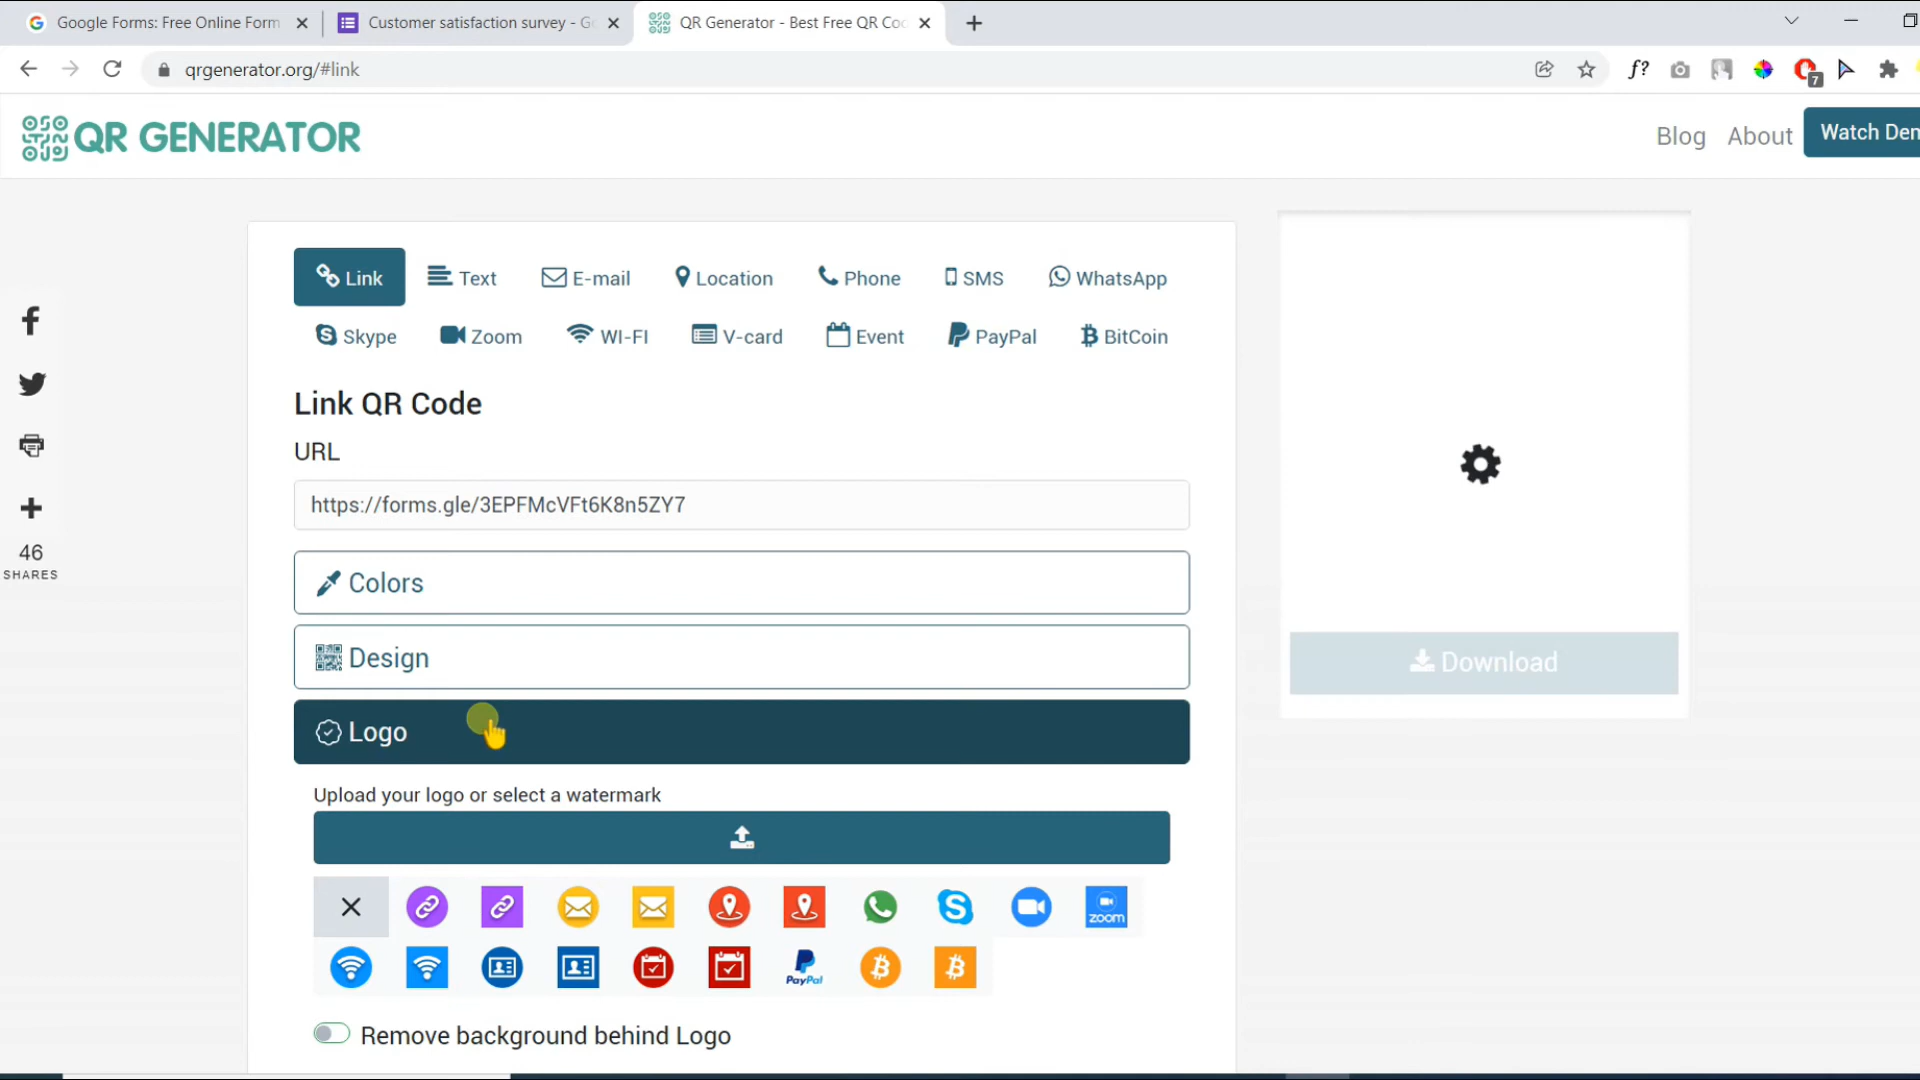 Google Forms: Free Online Form
Customer satisfaction survey - Go
QR Generator - Best Free QR Coc
qrgenerator.org/#link
f?
7
QR GENERATOR
Blog
About
Watch Dem
Link
Text
E-mail
Location
Phone
SMS
WhatsApp
Skype
Zoom
WI-FI
V-card
Event
PayPal
BitCoin
Link QR Code
URL
https://forms.gle/3EPFMcVFt6K8n5ZY7
46
SHARES
Colors
Design
Download
Logo
Upload your logo or select a watermark
zoom
PayPal
Remove background behind Logo